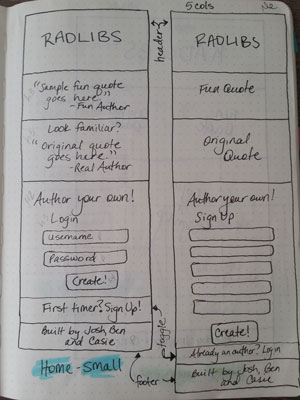 5 cols
RADLIBS
"Sample fun quote
goes here."
- Fun Author
Look familiar?
"Original quote
goes here."
- Real Author
Author your own!
Login
username
Password
Create!
First timer? Sign Up!
Built by Josh, Ben
and Casie
Home - Small
header
toggle
footer
RADLIBS
Fun Quote
Original
Quote
Author your own!
Sign Up
Create!
Already an author? Login
Built by Josh, Ben
and Casie